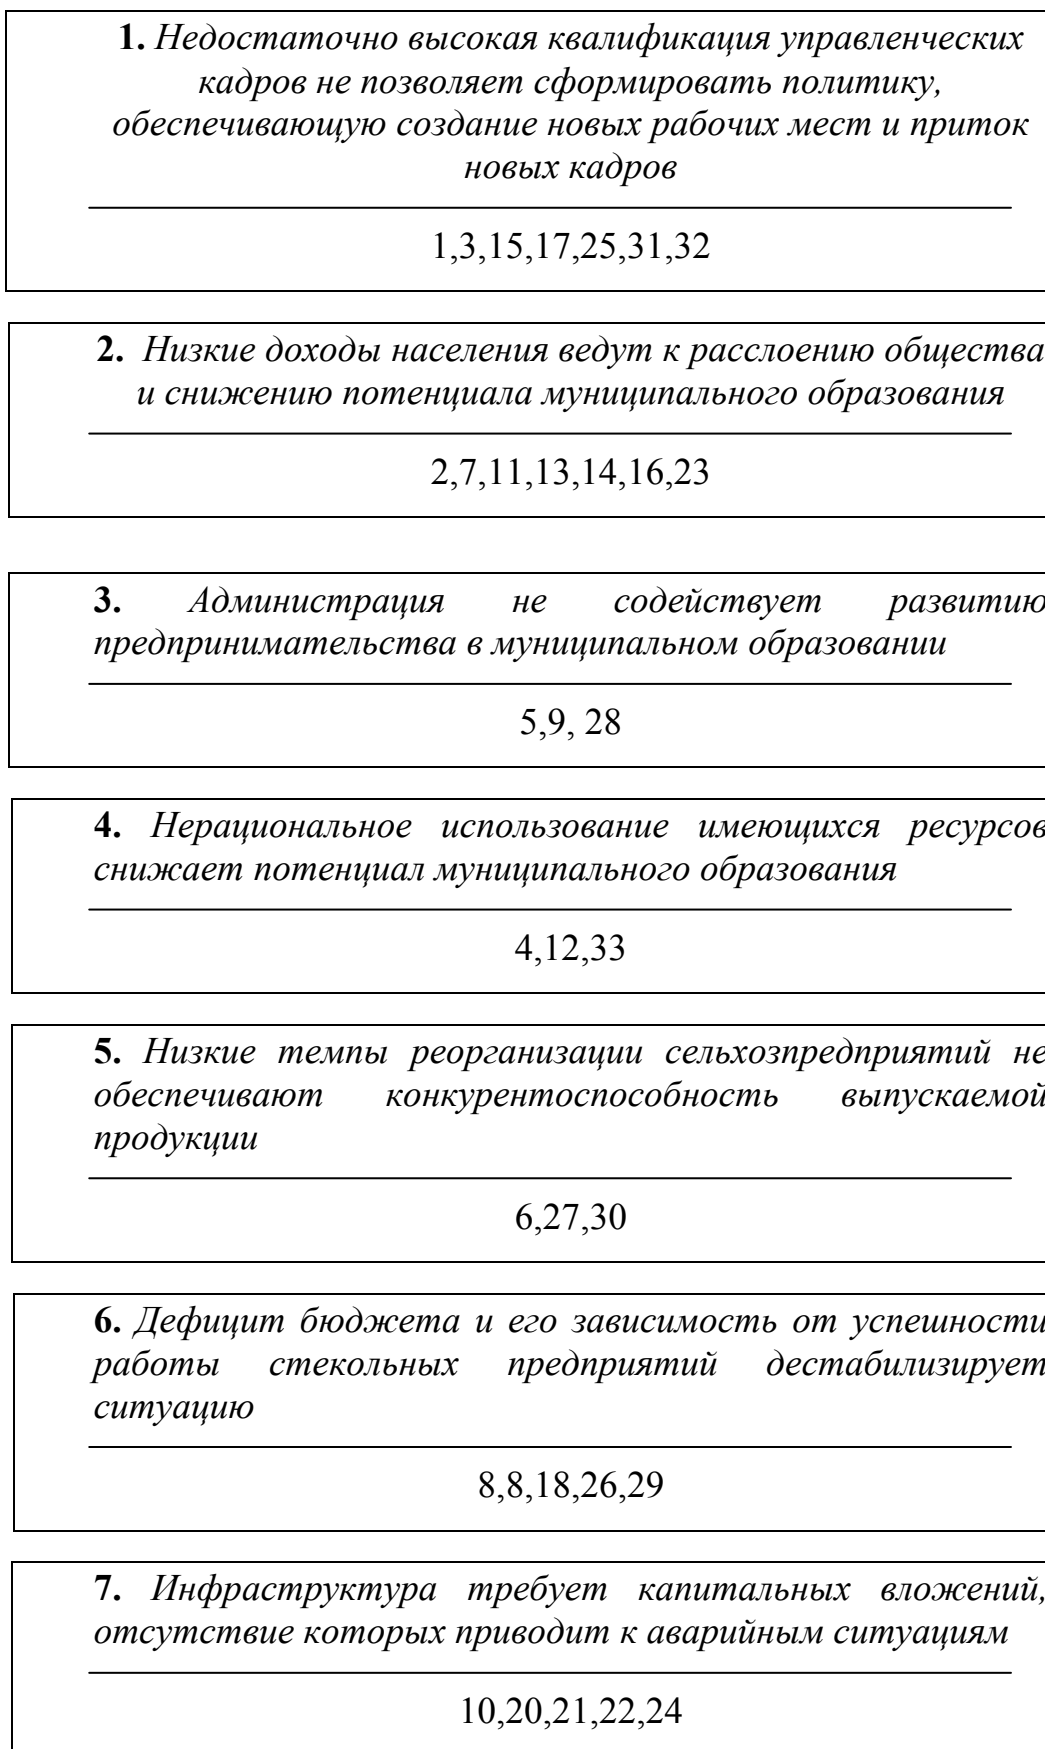 1. Недостаточно высокая квалификация управленческих
кадров не позволяет сформировать политику,
обеспечивающую создание новых рабочих мест и приток
новых кадров
1,3,15,17,25,31,32
2. Низкие доходы населения ведут к расслоению общества
и снижению потенциала муниципального образования
2,7,11,13,14,16,23
3. Администрация не содействует развитию
предпринимательства в муниципальном образовании
5,9, 28
4. Нерациональное использование имеющихся ресурсов
снижает потенциал муниципального образования
4,12,33
5. Низкие темпы реорганизации сельхозпредприятий не
обеспечивают конкурентоспособность выпускаемой
продукции
6,27,30
6. Дефицит бюджета и его зависимость от успешности
работы стекольных предприятий дестабилизирует
ситуацию
8,8,18,26,29
7. Инфраструктура требует капитальных вложений,
отсутствие которых приводит к аварийным ситуациям
10,20,21,22,24